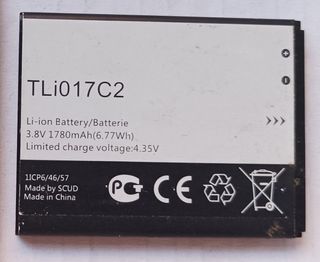 TLi017C2
Li-ion Battery/Batterie
3.8V 1780mAh(6.77Wh)
Limited charge voltage:4.35V
1ICP6/46/57
Made by SCUD
Made in China